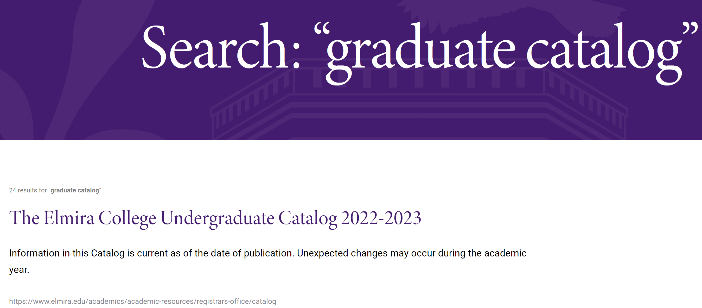 Search: “graduate catalog”
24 results for "graduate catalog"
The Elmira College Undergraduate Catalog 2022-2023
Information in this Catalog is current as of the date of publication. Unexpected changes may occur during the academic
year.
https://www.elmira.edu/academics/academic-resources/registrars-office/catalog